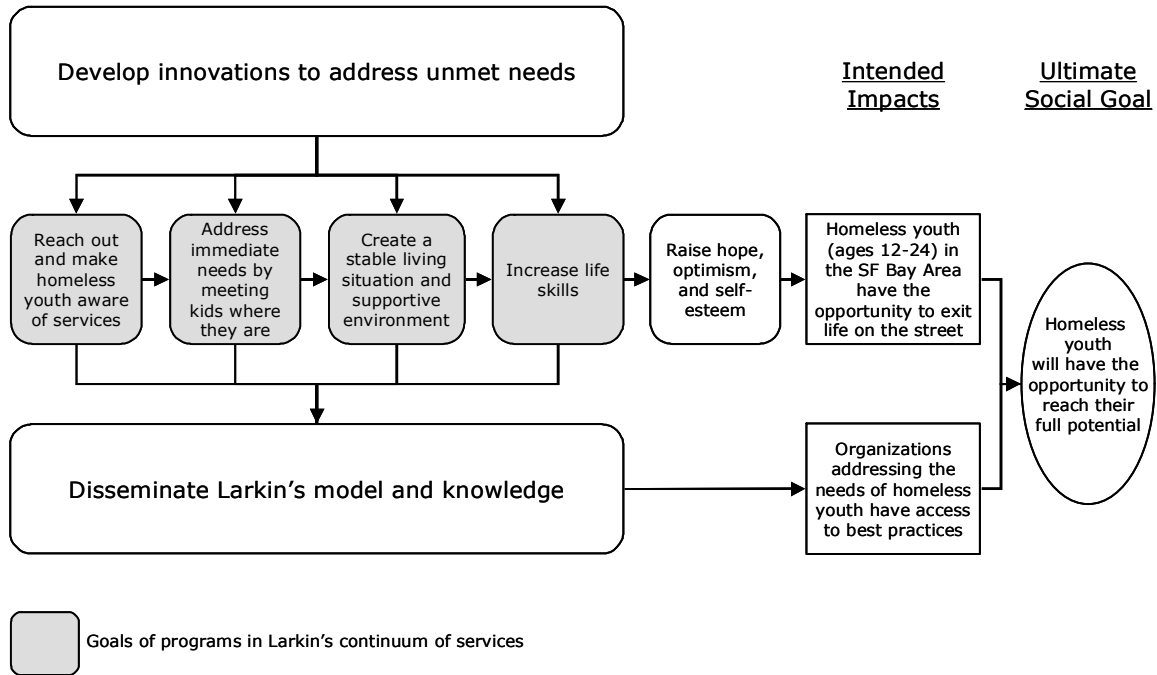 Develop innovations to address unmet needs
Intended
Impacts
Ultimate
Social Goal
Reach out
and make
homeless
youth aware
of services
Address
immediate
needs by
meeting
kids where
they are
Create a
stable living
situation and
supportive
environment
Increase life
skills
Raise hope,
optimism,
and self-
esteem
Homeless youth
(ages 12-24) in
the SF Bay Area
have the
opportunity to exit
life on the street
Homeless
youth
will have the
opportunity to
reach their
full potential
Disseminate Larkin’s model and knowledge
Organizations
addressing the
needs of homeless
youth have access
to best practices
Goals of programs in Larkin’s continuum of services